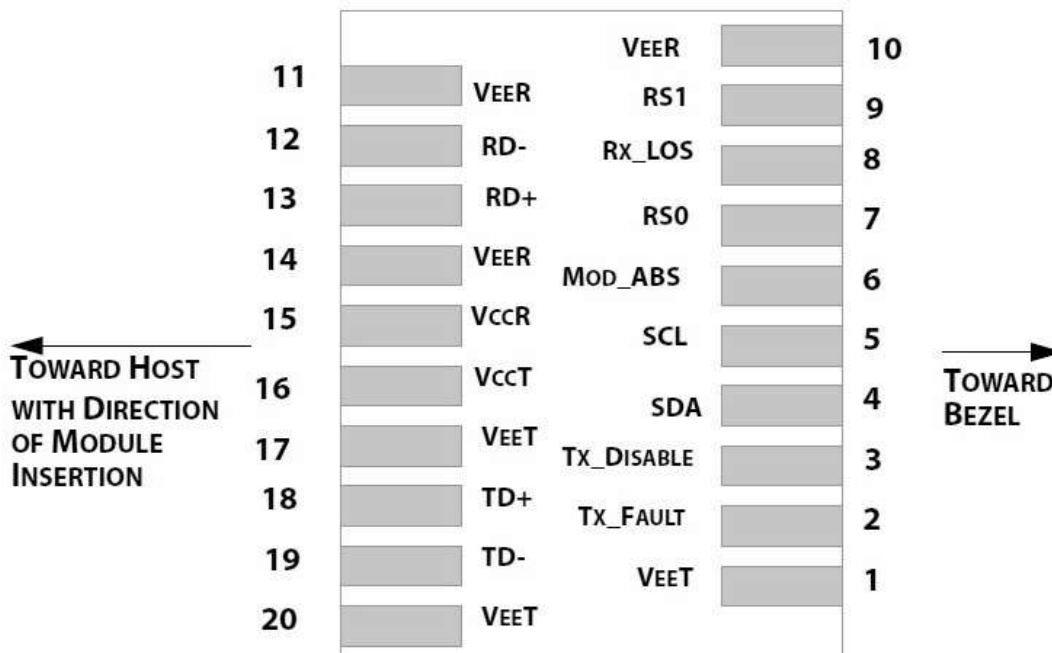 11 VEER
12 RD-
13 RD+
14 VEER
15 VCCR
16 VCCT
17 VEET
18 TD+
19 TD-
20 VEET
VEER 10
RS1 9
RX_LOS 8
RS0 7
MOD_ABS 6
SCL 5
SDA 4
TX_DISABLE 3
TX_FAULT 2
VEET 1
TOWARD HOST
WITH DIRECTION
OF MODULE
INSERTION
TOWARD
BEZEL